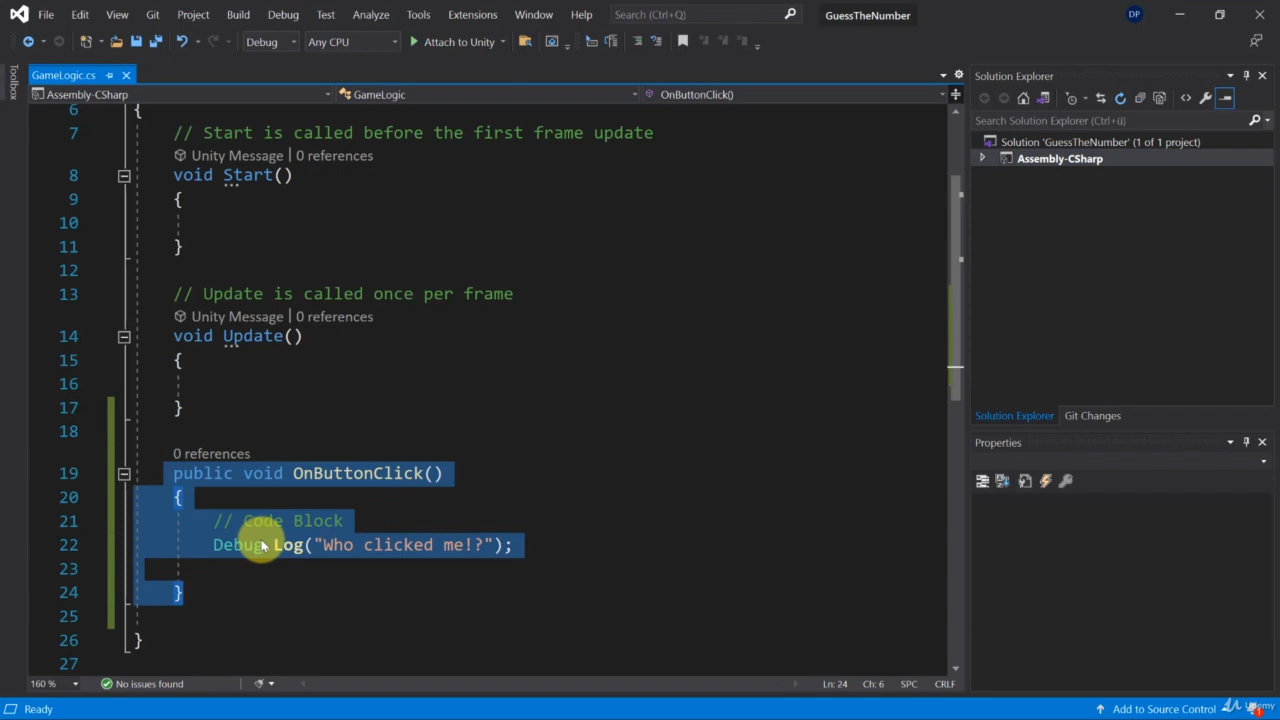 File Edit View Git Project Build Debug Test Analyze Tools Extensions Window Help Search (Ctrl+Q) GuessTheNumber DP
Debug Any CPU Attach to Unity
Toolbox
GameLogic.cs
Assembly-CSharp GameLogic OnButtonClick()
6 {
7 // Start is called before the first frame update
Unity Message | 0 references
8 void Start()
9 {
10
11 }
12
13 // Update is called once per frame
Unity Message | 0 references
14 void Update()
15 {
16
17 }
18
0 references
19 public void OnButtonClick()
20 {
21 // Code Block
22 Debug.Log("Who clicked me!?");
23
24 }
25
26 }
27
160 % No issues found Ln: 24 Ch: 6 SPC CRLF
Solution Explorer
Search Solution Explorer (Ctrl+ü)
Solution 'GuessTheNumber' (1 of 1 project)
Assembly-CSharp
Solution Explorer Git Changes
Properties
Ready Add to Source Control 1
Udemy